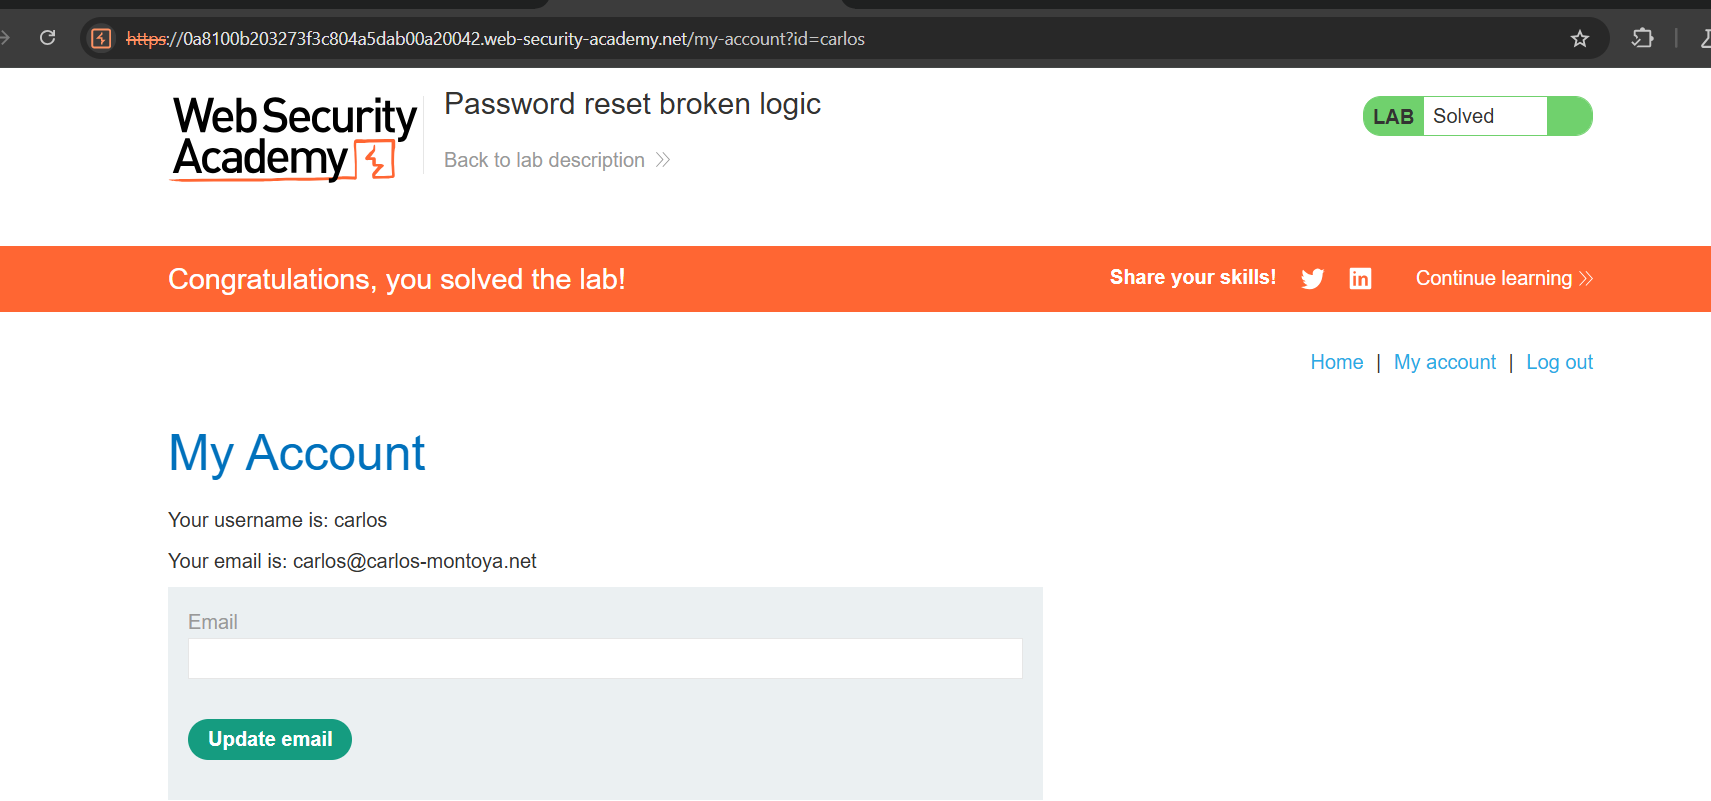 https://0a8100b203273f3c804a5dab00a20042.web-security-academy.net/my-account?id=carlos
Web Security
Academy
Password reset broken logic
Back to lab description
LAB Solved
Congratulations, you solved the lab!
Share your skills!
Continue learning
Home | My account | Log out
My Account
Your username is: carlos
Your email is: carlos@carlos-montoya.net
Email
Update email